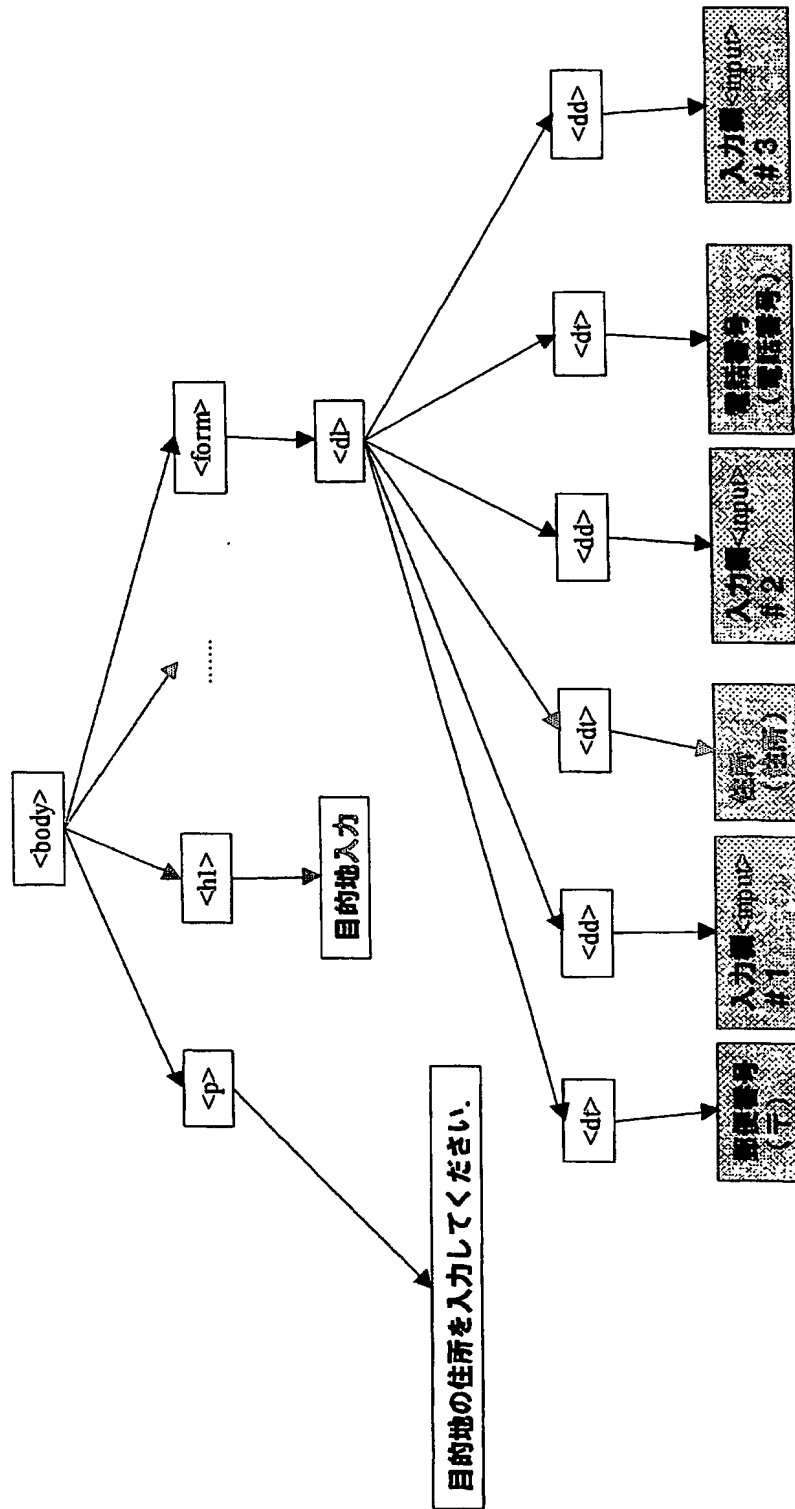 <body>
<p>
<h1>
......
<form>
目的地の住所を入力してください.
目的地入力
<dl>
<dt>
<dd>
<dt>
<dd>
<dt>
<dd>
郵便番号
(〒)
入力欄<input>
#1
住所
(住所)
入力欄<input>
#2
電話番号
(電話番号)
入力欄<input>
#3